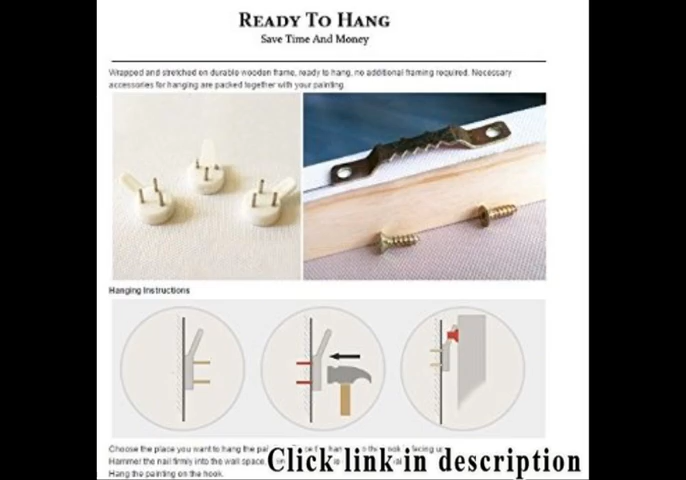 READY TO HANG
Save Time And Money
Wrapped and stretched on durable wooden frame, ready to hang, no additional framing required. Necessary
accessories for hanging are packed together with your painting.
Hanging Instructions
Choose the place you want to hang the
Hammer the nail firmly into the wall space,
Click link in description
Hang the painting on the hook.